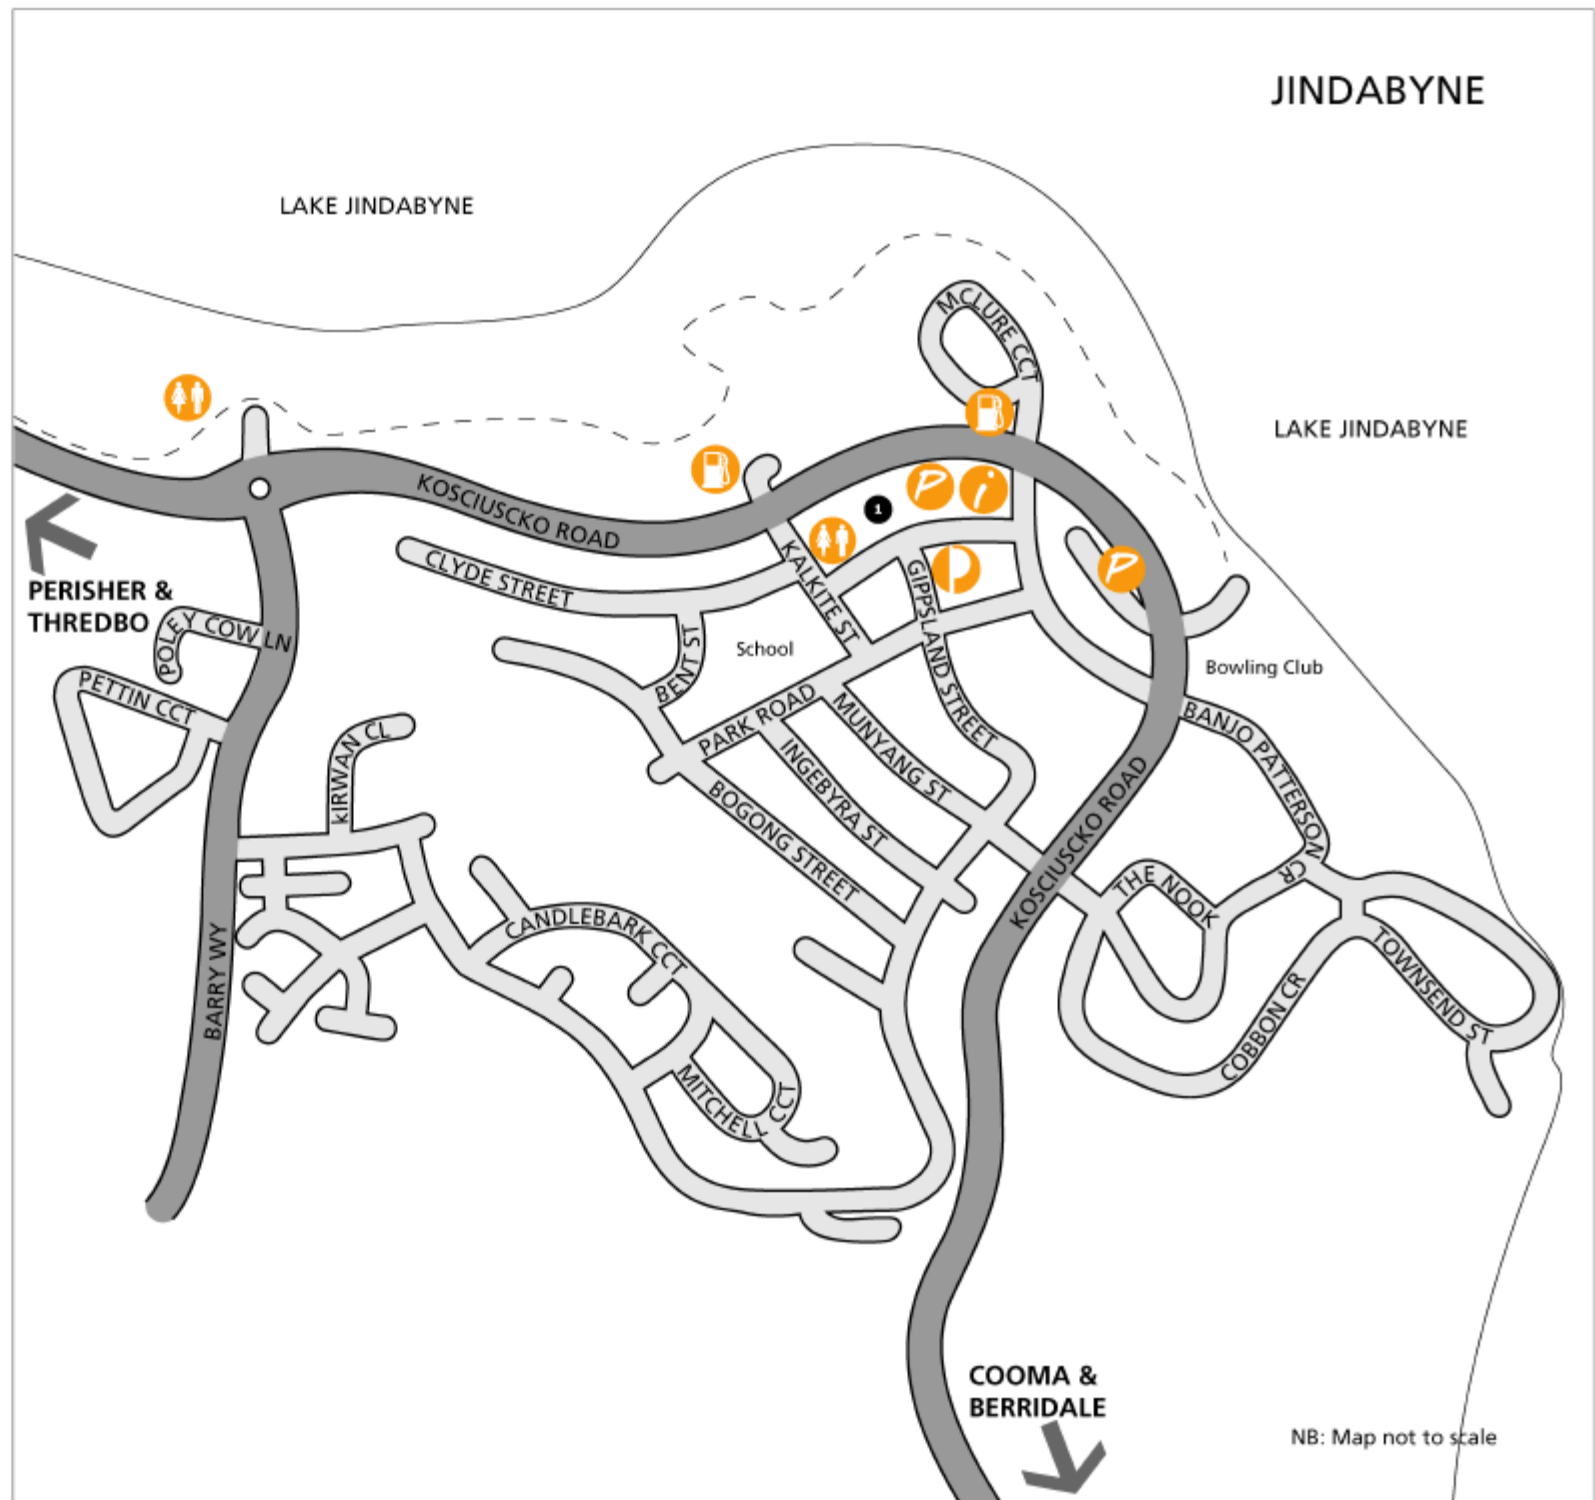 JINDABYNE
LAKE JINDABYNE
MCLURE CCT
LAKE JINDABYNE
KOSCIUSCKO ROAD
P
i
1
PERISHER &
THREDBO
CLYDE STREET
KALKITE ST
GIPPSLAND STREET
P
POLEY COW LN
BENT ST
School
Bowling Club
PETTIN CCT
PARK ROAD
MUNYANG ST
BANJO PATTERSON CR
kIRWAN CL
INGEBYRA ST
BOGONG STREET
KOSCIUSCKO ROAD
THE NOOK
CANDLEBARK CCT
BARRY WY
TOWNSEND ST
COBBON CR
MITCHELL CCT
COOMA &
BERRIDALE
NB: Map not to scale